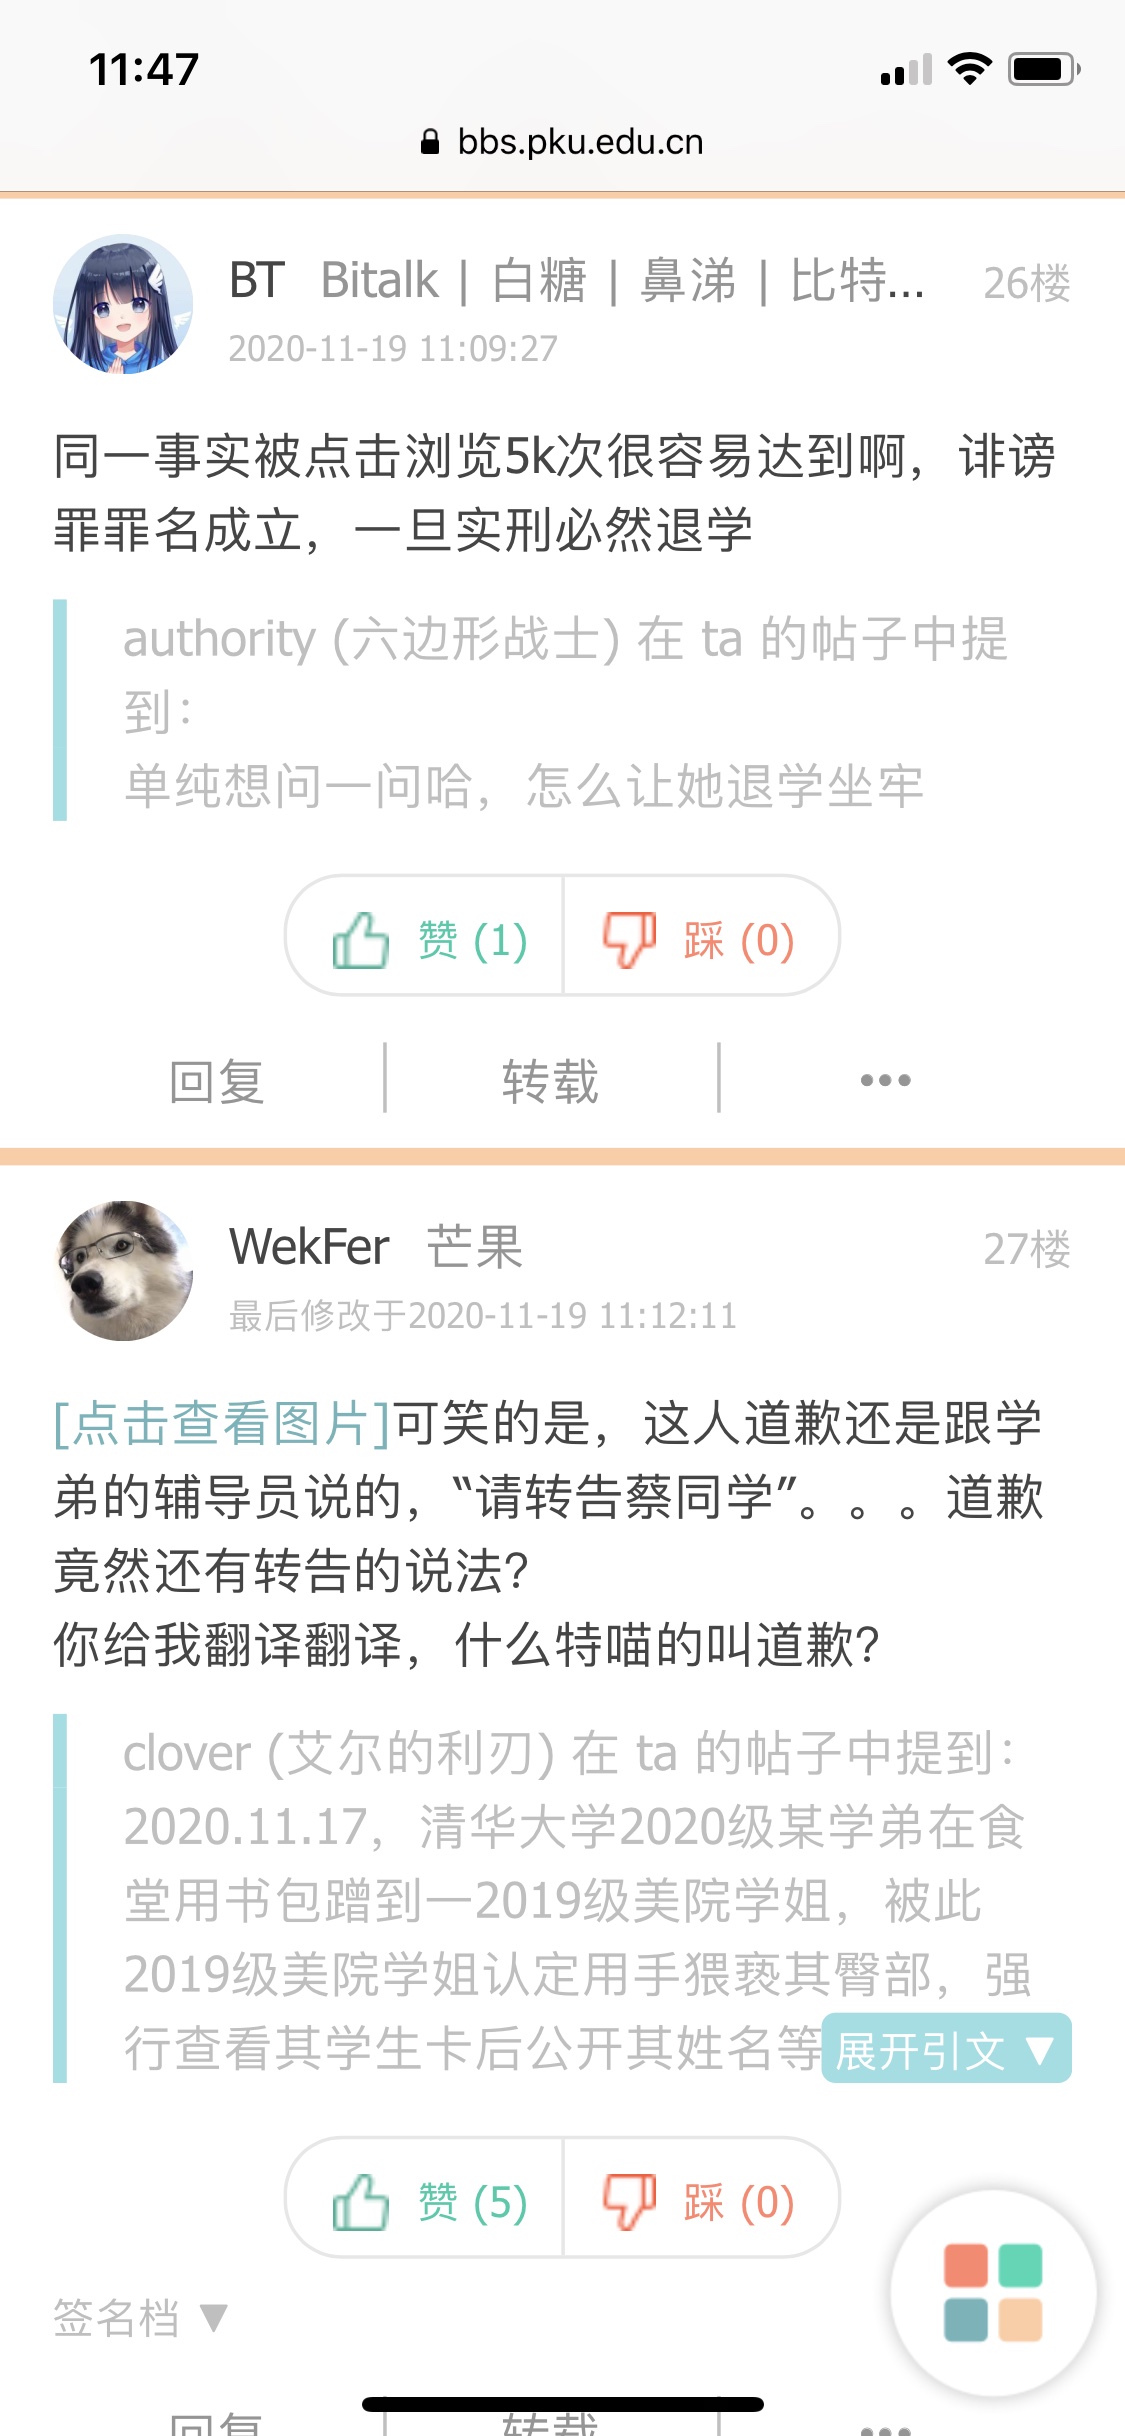 11:47
bbs.pku.edu.cn
BT Bitalk | 白糖 | 鼻涕 | 比特... 26楼
2020-11-19 11:09:27
同一事实被点击浏览5k次很容易达到啊，诽谤
罪罪名成立，一旦实刑必然退学
authority (六边形战士) 在 ta 的帖子中提
到：
单纯想问一问哈，怎么让她退学坐牢
赞 (1) 踩 (0)
回复 转载
WekFer 芒果 27楼
最后修改于2020-11-19 11:12:11
[点击查看图片]可笑的是，这人道歉还是跟学
弟的辅导员说的，“请转告蔡同学”。。。道歉
竟然还有转告的说法？
你给我翻译翻译，什么特喵的叫道歉？
clover (艾尔的利刃) 在 ta 的帖子中提到：
2020.11.17，清华大学2020级某学弟在食
堂用书包蹭到一2019级美院学姐，被此
2019级美院学姐认定用手猥亵其臀部，强
行查看其学生卡后公开其姓名等 展开引文 ▼
赞 (5) 踩 (0)
签名档 ▼
回复 转载